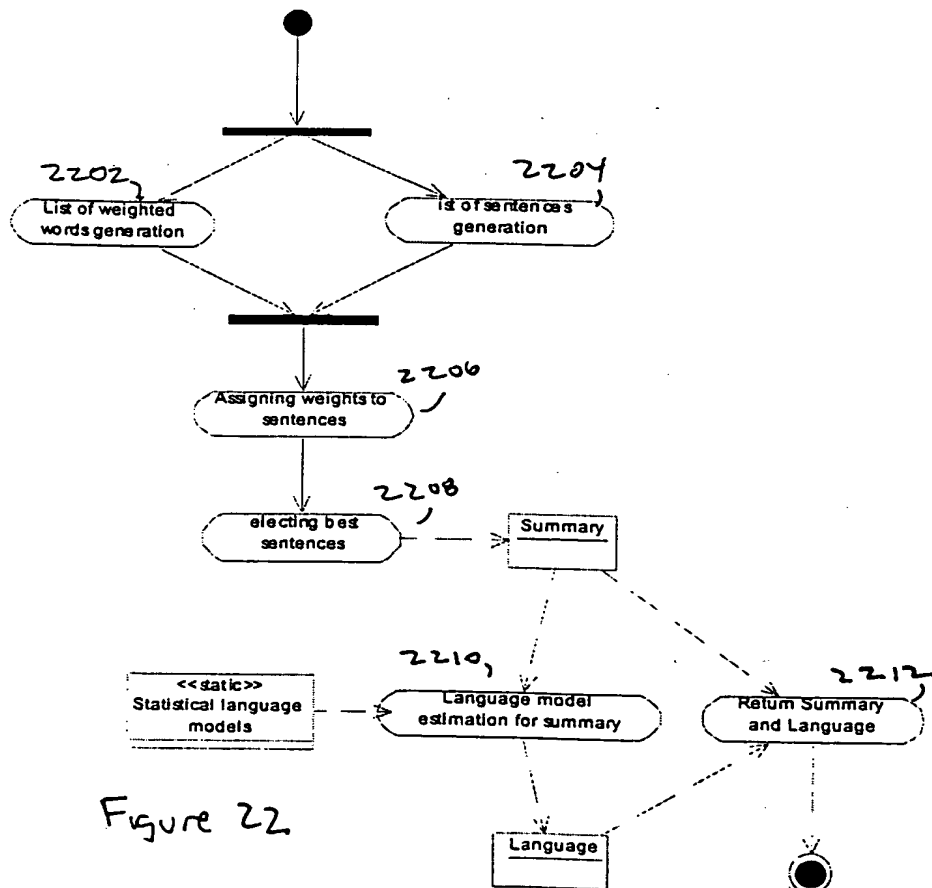 2202
2204
List of weighted
words generation
ist of sentences
generation
2206
Assigning weights to
sentences
2208
electing best
sentences
Summary
2210
2212
<<static>>
Statistical language
models
Language model
estimation for summary
Return Summary
and Language
Figure 22
Language